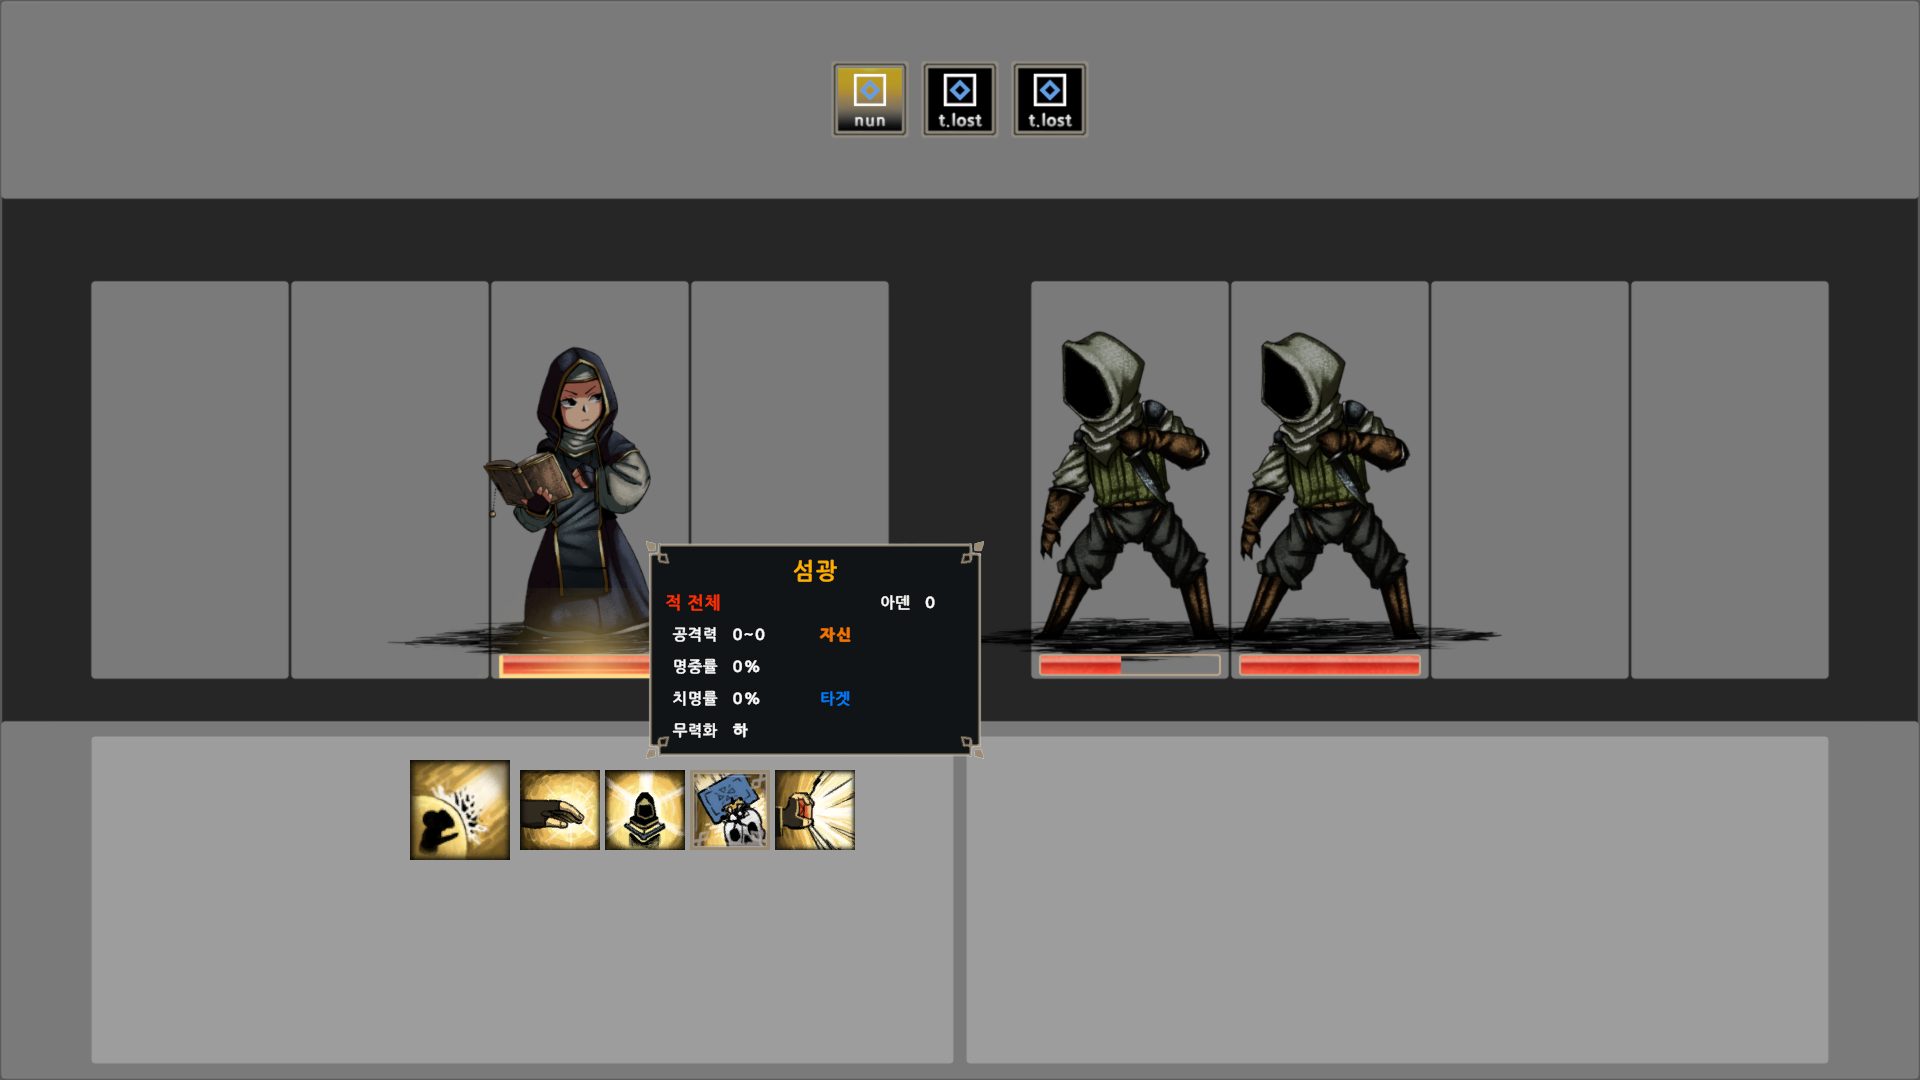 nun
t.lost
t.lost
섬광
적 전체 아덴 0
공격력 0~0 자신
명중률 0%
치명률 0% 타겟
무력화 하